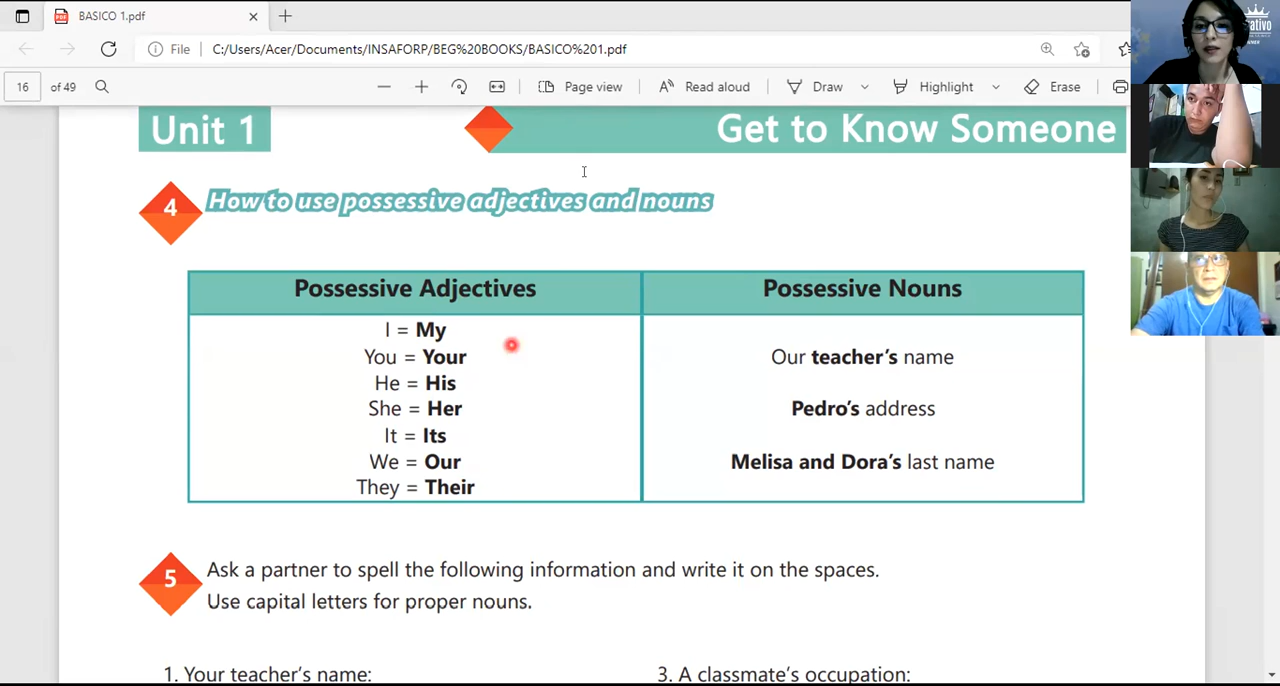 BASICO 1.pdf
File
C:/Users/Acer/Documents/INSAFORP/BEG%20BOOKS/BASICO%201.pdf
16 of 49
Page view
Read aloud
Draw
Highlight
Erase
Unit 1
Get to Know Someone
4 How to use possessive adjectives and nouns
Possessive Adjectives
Possessive Nouns
I = My
You = Your
He = His
She = Her
It = Its
We = Our
They = Their
Our teacher's name
Pedro's address
Melisa and Dora's last name
5 Ask a partner to spell the following information and write it on the spaces.
Use capital letters for proper nouns.
1. Your teacher's name:
3. A classmate's occupation: